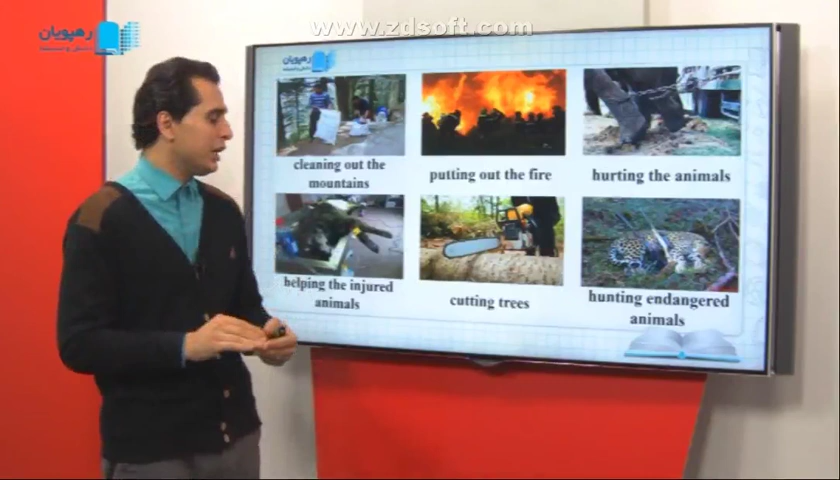 www.zdsoft.com
رهپویان
رهپویان
cleaning out the
mountains
putting out the fire
hurting the animals
helping the injured
animals
cutting trees
hunting endangered
animals